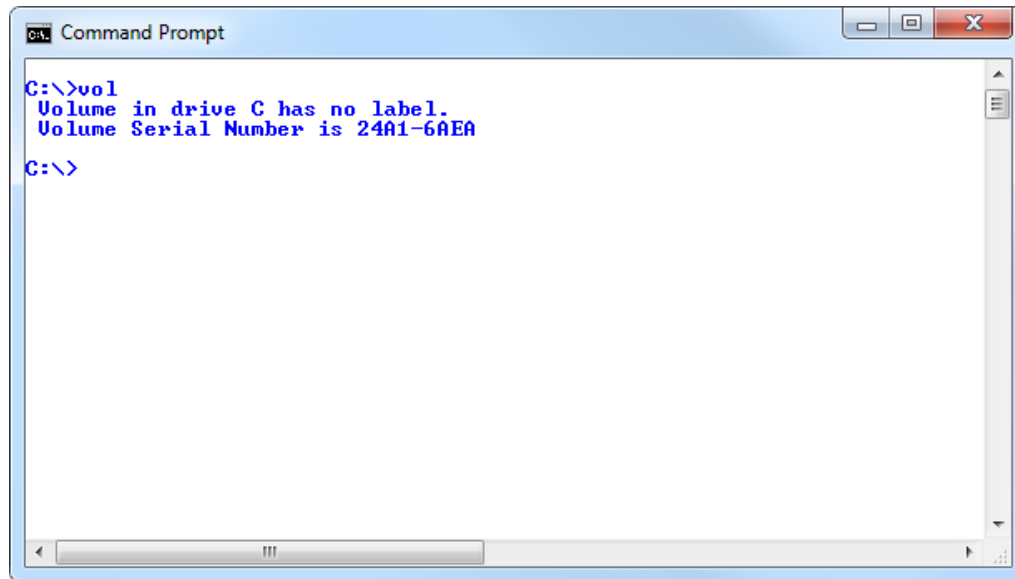 Command Prompt
C:\>vol
 Volume in drive C has no label.
 Volume Serial Number is 24A1-6AEA
C:\>